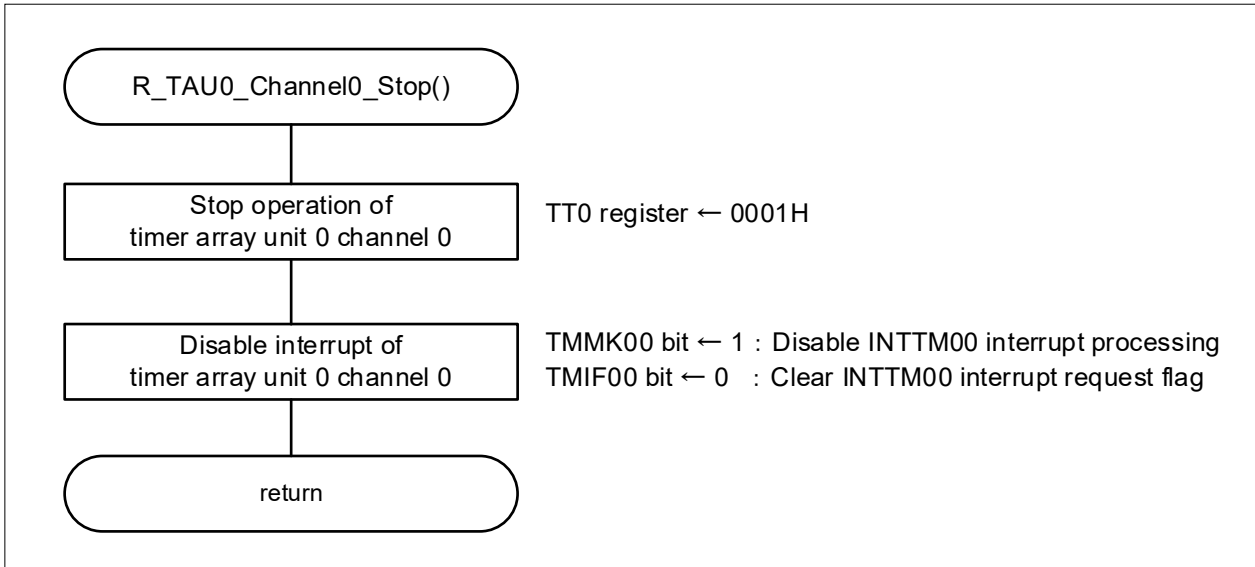 R_TAU0_Channel0_Stop()
Stop operation of
timer array unit 0 channel 0
TT0 register ← 0001H
Disable interrupt of
timer array unit 0 channel 0
TMMK00 bit ← 1 : Disable INTTM00 interrupt processing
TMIF00 bit ← 0 : Clear INTTM00 interrupt request flag
return